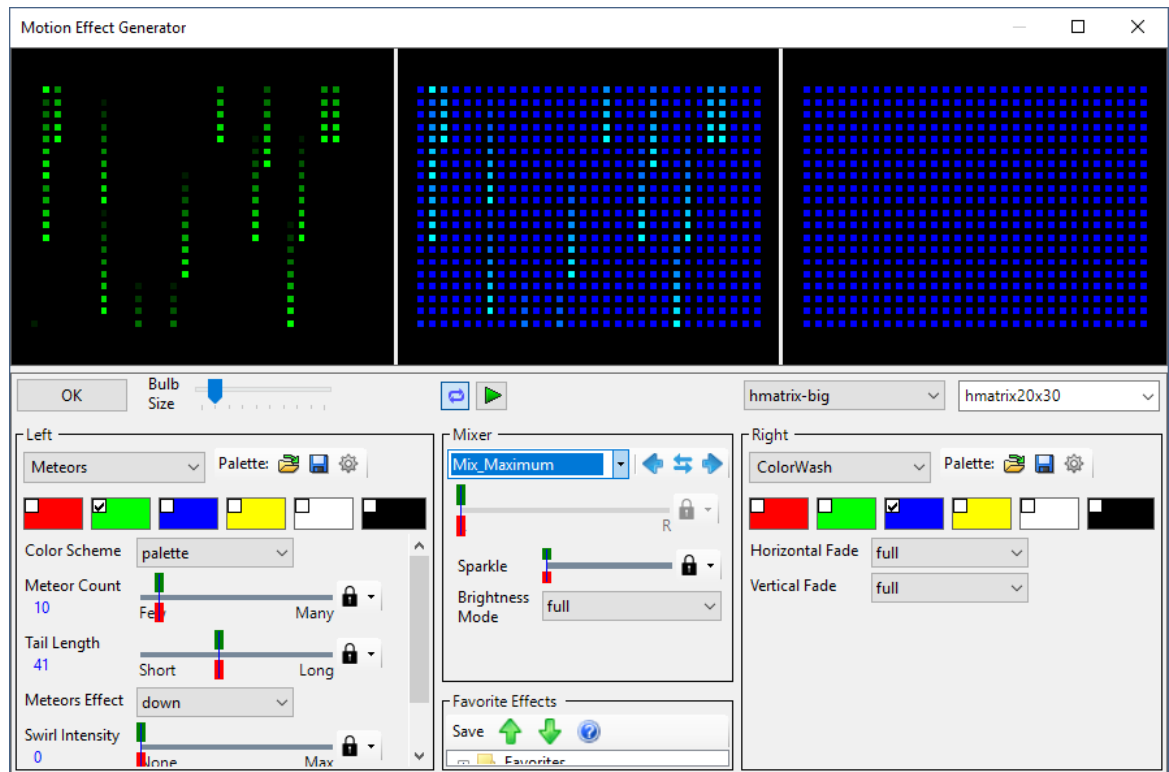 Motion Effect Generator
OK
Bulb
Size
hmatrix-big
hmatrix20x30
Left
Meteors
Palette:
Color Scheme
palette
Meteor Count
10
Few
Many
Tail Length
41
Short
Long
Meteors Effect
down
Swirl Intensity
0
None
Max
Mixer
Mix_Maximum
R
Sparkle
Brightness
Mode
full
Favorite Effects
Save
Favorites
Right
ColorWash
Palette:
Horizontal Fade
full
Vertical Fade
full